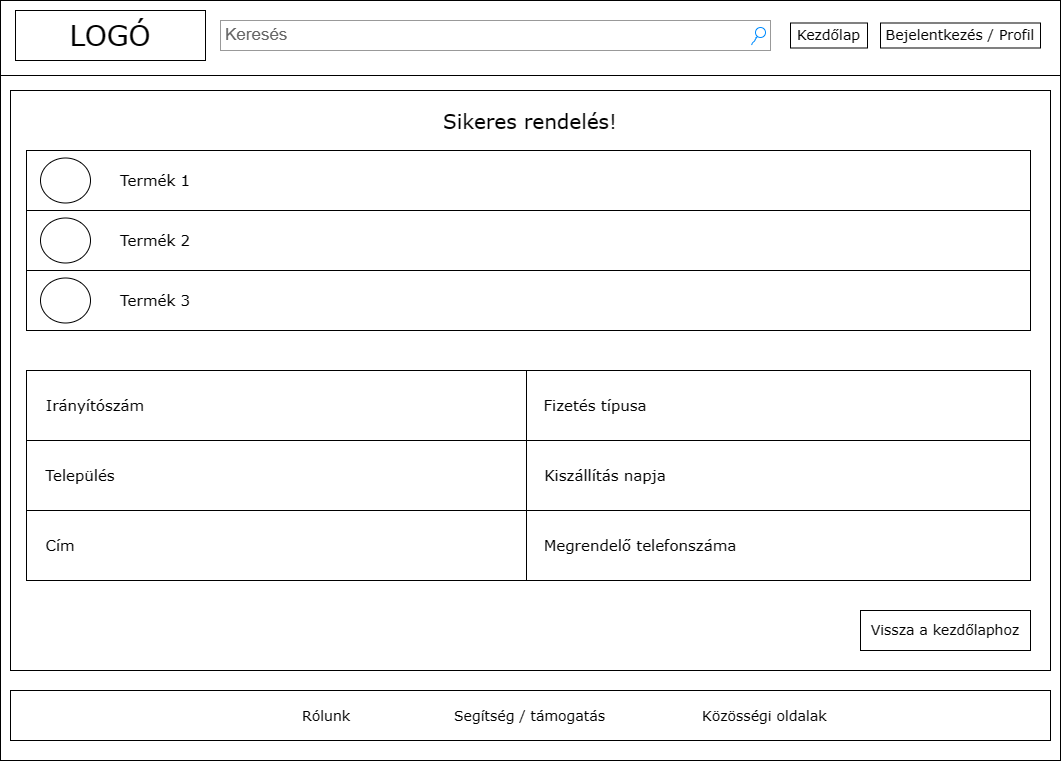 LOGÓ
Keresés
Kezdőlap
Bejelentkezés / Profil
Sikeres rendelés!
Termék 1
Termék 2
Termék 3
Irányítószám
Fizetés típusa
Település
Kiszállítás napja
Cím
Megrendelő telefonszáma
Vissza a kezdőlaphoz
Rólunk
Segítség / támogatás
Közösségi oldalak